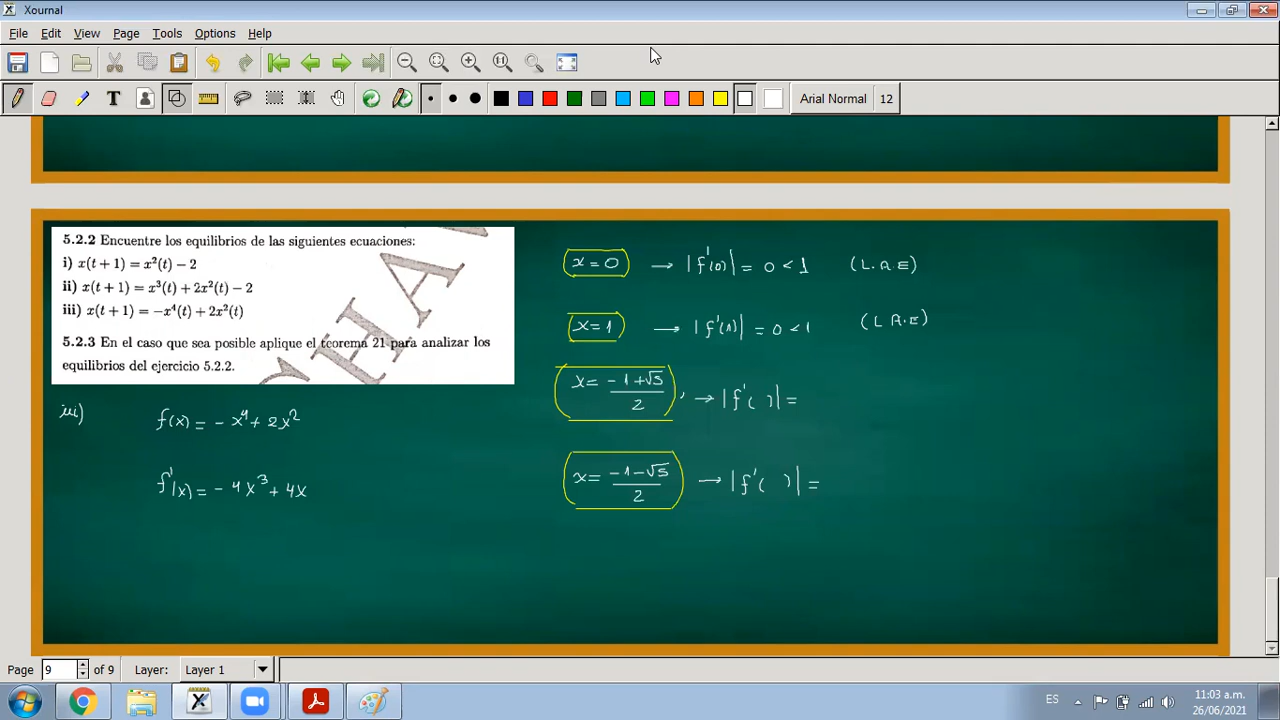 Xournal
File Edit View Page Tools Options Help
Arial Normal 12
5.2.2 Encuentre los equilibrios de las siguientes ecuaciones:
i) x(t + 1) = x²(t) − 2
ii) x(t + 1) = x³(t) + 2x²(t) − 2
iii) x(t + 1) = −x⁴(t) + 2x²(t)
5.2.3 En el caso que sea posible aplique el teorema 21 para analizar los
equilibrios del ejercicio 5.2.2.
iii) f(x) = - x⁴ + 2x²
f'(x) = - 4x³ + 4x
x=0 → |f'(0)| = 0 < 1 (L.A.E)
x=1 → |f'(1)| = 0 < 1 (L A.E)
x= (-1+√5)/2, → |f'( )| =
x= (-1-√5)/2 → |f'( )| =
Page 9 of 9 Layer: Layer 1
ES 11:03 a.m.
26/06/2021